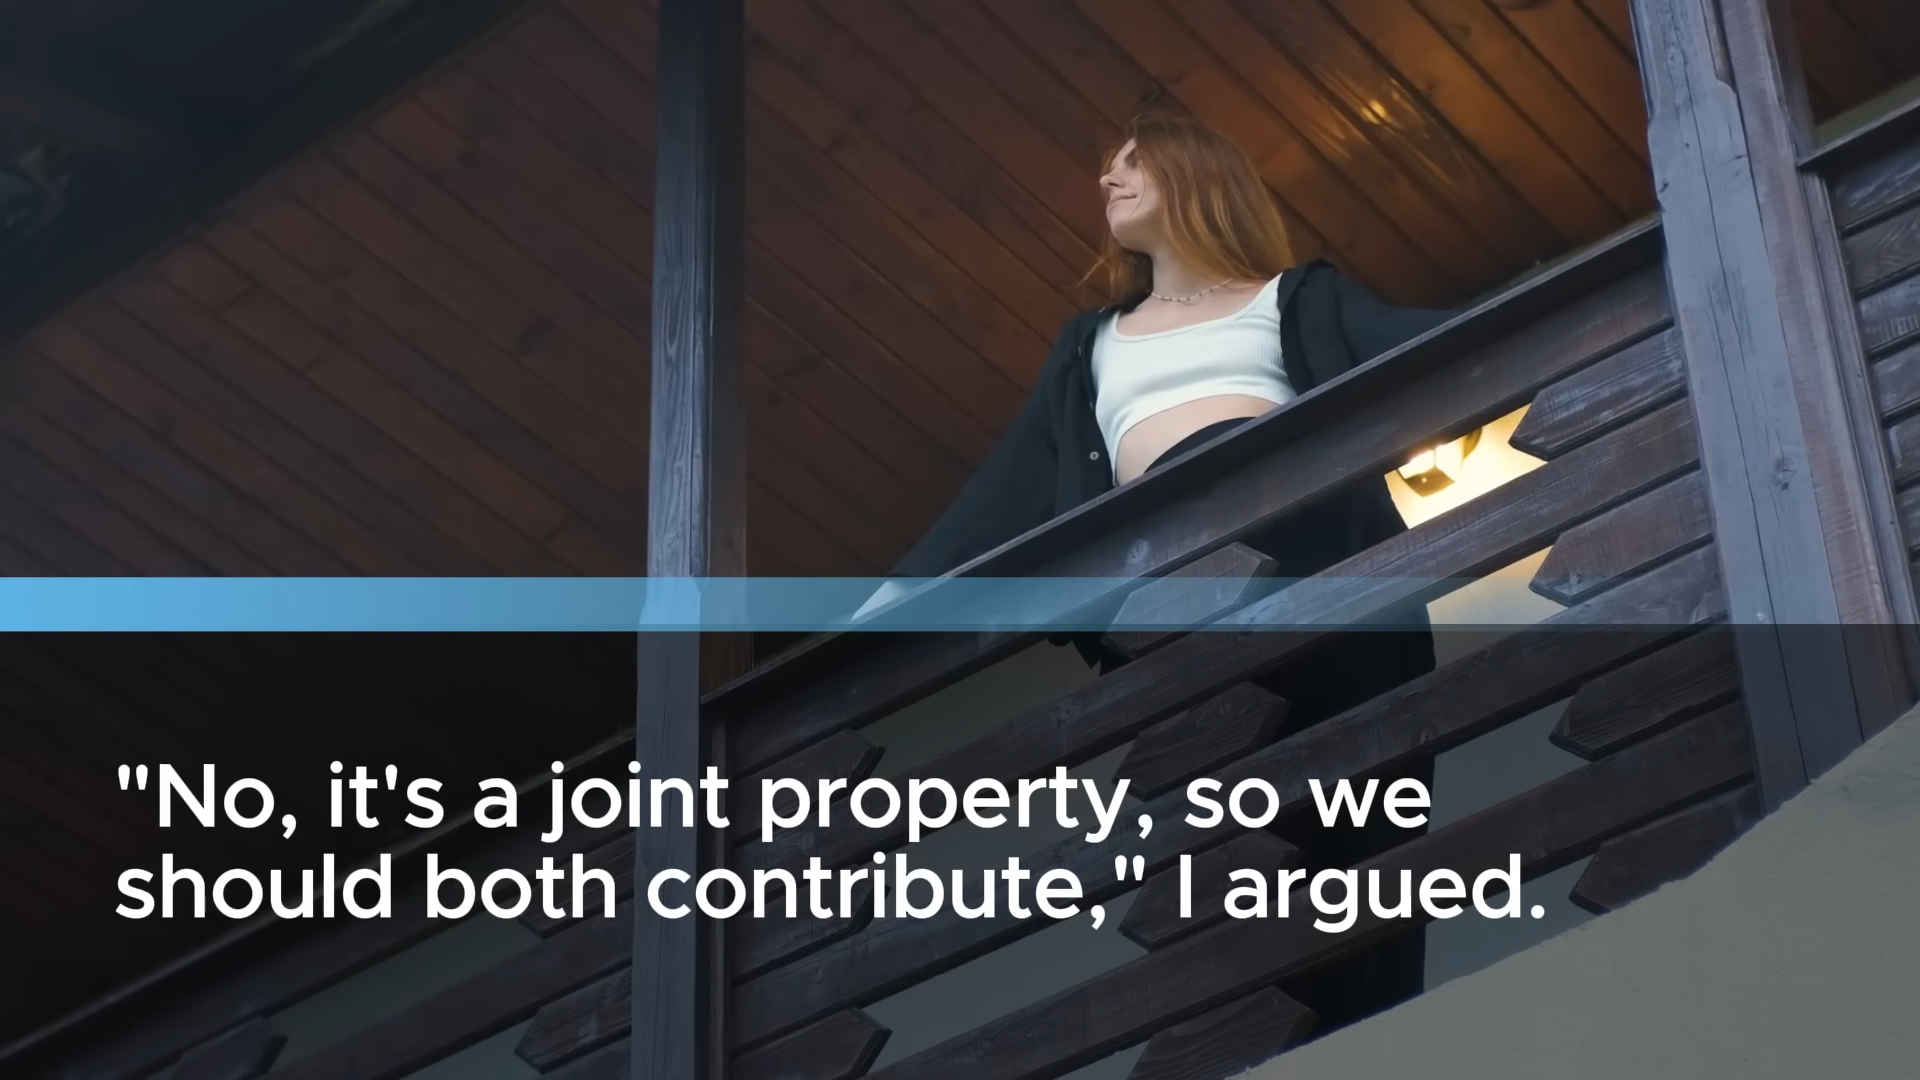 "No, it's a joint property, so we
should both contribute," I argued.